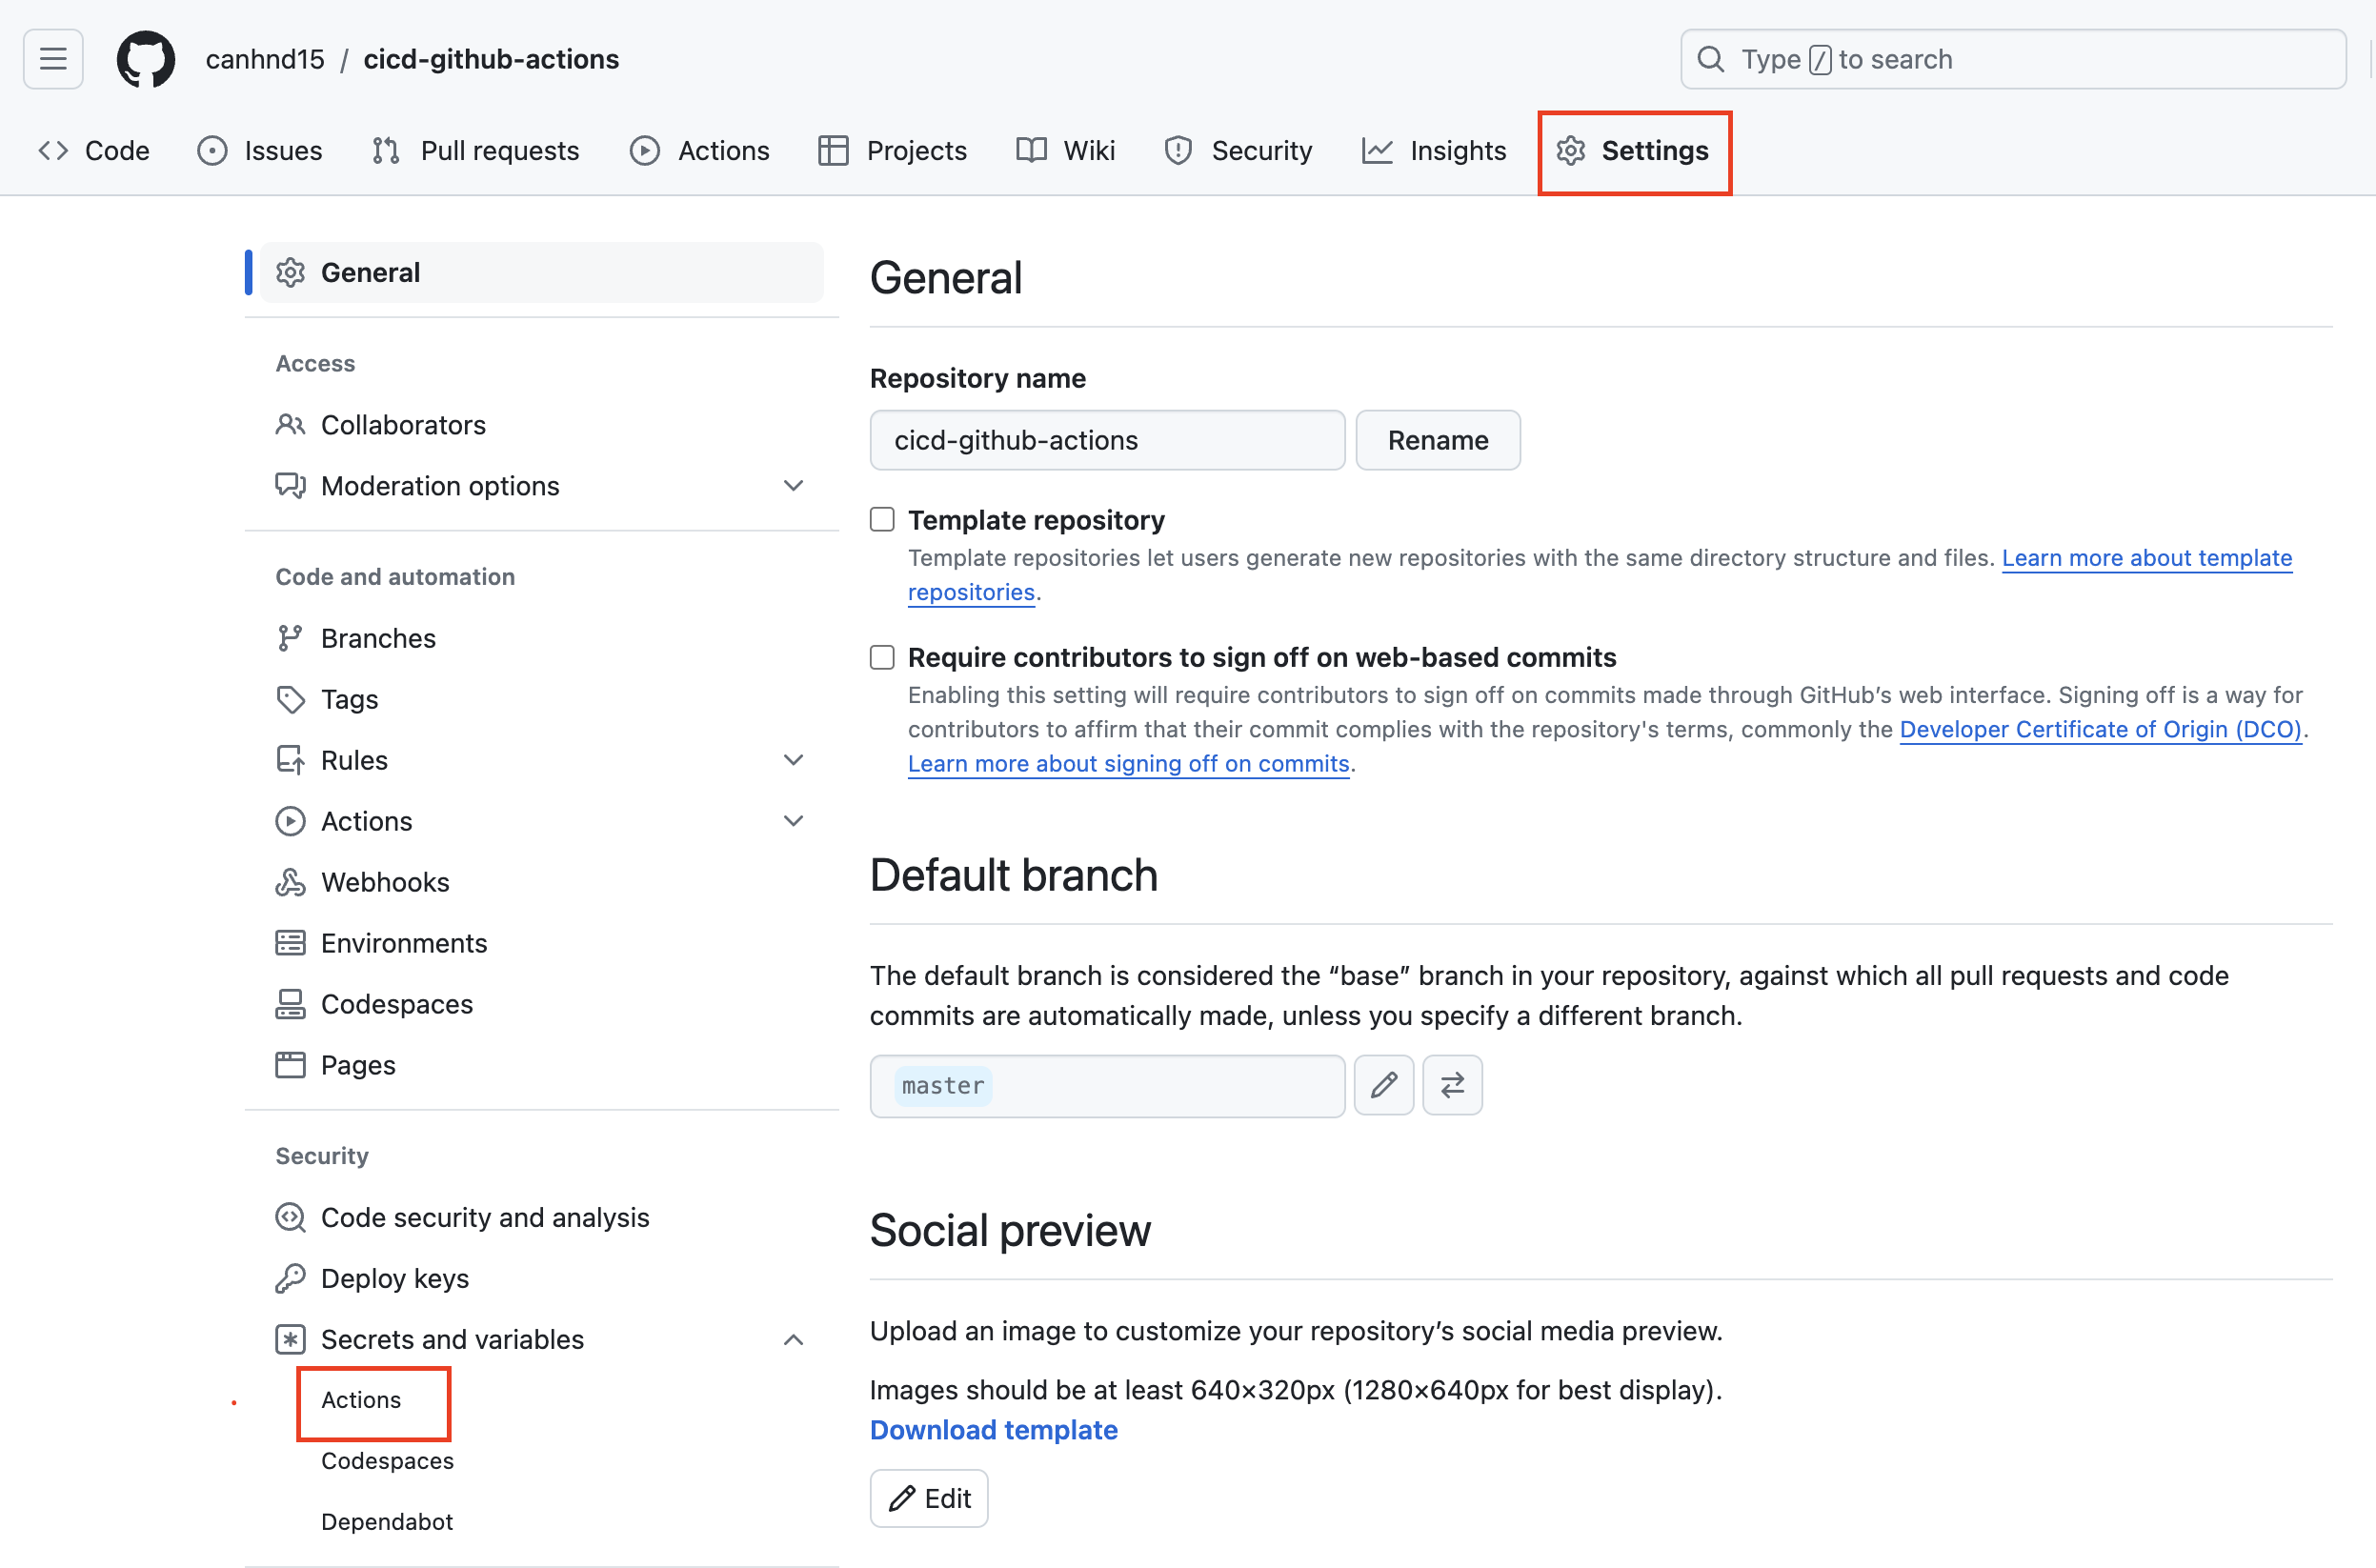 canhnd15 / cicd-github-actions
Type / to search
Code
Issues
Pull requests
Actions
Projects
Wiki
Security
Insights
Settings
General
Access
Collaborators
Moderation options
Code and automation
Branches
Tags
Rules
Actions
Webhooks
Environments
Codespaces
Pages
Security
Code security and analysis
Deploy keys
Secrets and variables
Actions
Codespaces
Dependabot
General
Repository name
cicd-github-actions
Rename
Template repository
Template repositories let users generate new repositories with the same directory structure and files. Learn more about template
repositories.
Require contributors to sign off on web-based commits
Enabling this setting will require contributors to sign off on commits made through GitHub’s web interface. Signing off is a way for
contributors to affirm that their commit complies with the repository's terms, commonly the Developer Certificate of Origin (DCO).
Learn more about signing off on commits.
Default branch
The default branch is considered the “base” branch in your repository, against which all pull requests and code
commits are automatically made, unless you specify a different branch.
master
Social preview
Upload an image to customize your repository’s social media preview.
Images should be at least 640×320px (1280×640px for best display).
Download template
Edit